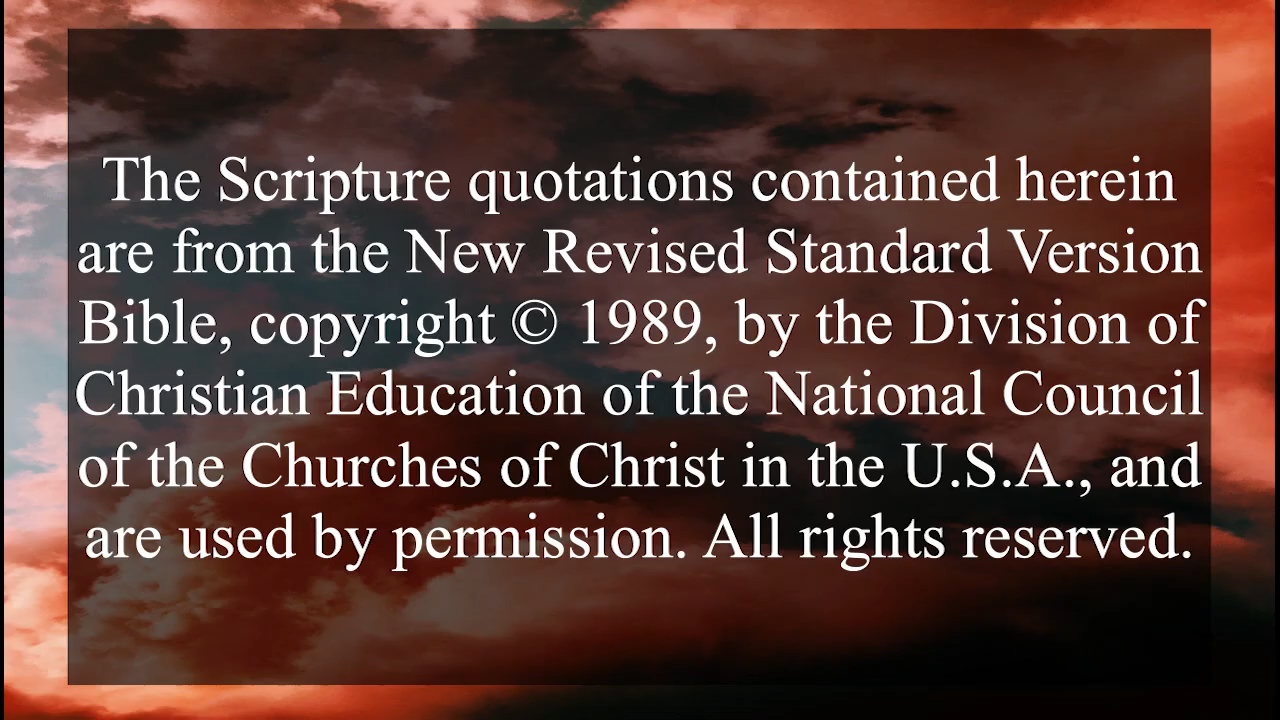 The Scripture quotations contained herein
are from the New Revised Standard Version
Bible, copyright © 1989, by the Division of
Christian Education of the National Council
of the Churches of Christ in the U.S.A., and
are used by permission. All rights reserved.